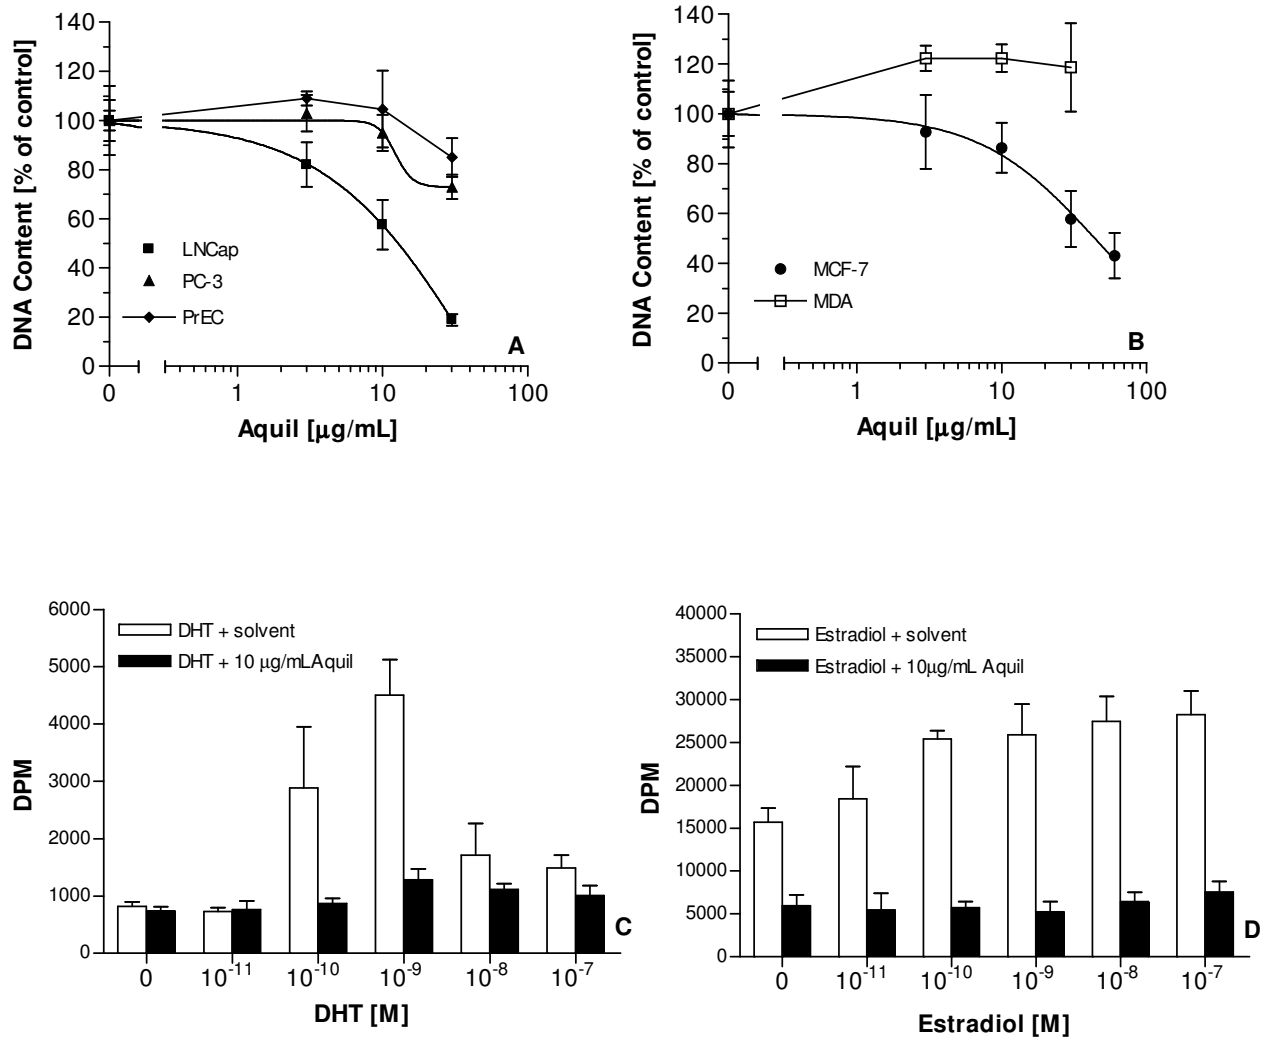 140
120
100
80
60
40
20
0
DNA Content [% of control]
LNCap
PC-3
PrEC
A
0 1 10 100
Aquil [µg/mL]
140
120
100
80
60
40
20
0
DNA Content [% of control]
MCF-7
MDA
B
0 1 10 100
Aquil [µg/mL]
6000
5000
4000
3000
2000
1000
0
DPM
DHT + solvent
DHT + 10 µg/mLAquil
C
0 10⁻¹¹ 10⁻¹⁰ 10⁻⁹ 10⁻⁸ 10⁻⁷
DHT [M]
40000
35000
30000
25000
20000
15000
10000
5000
0
DPM
Estradiol + solvent
Estradiol + 10µg/mL Aquil
D
0 10⁻¹¹ 10⁻¹⁰ 10⁻⁹ 10⁻⁸ 10⁻⁷
Estradiol [M]